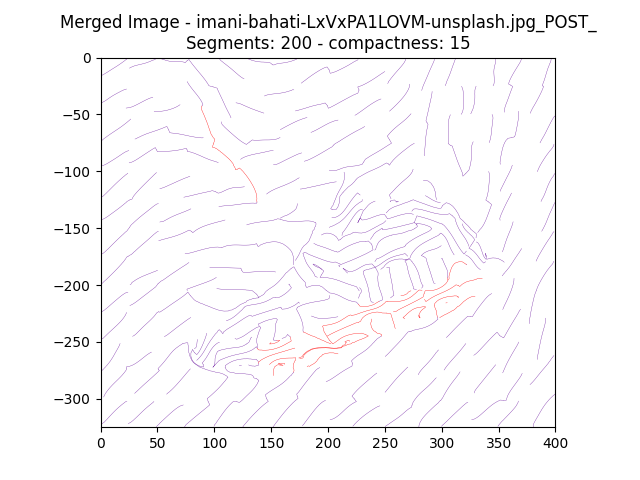 Merged Image - imani-bahati-LxVxPA1LOVM-unsplash.jpg_POST_
Segments: 200 - compactness: 15
0
−50
−100
−150
−200
−250
−300
0 50 100 150 200 250 300 350 400